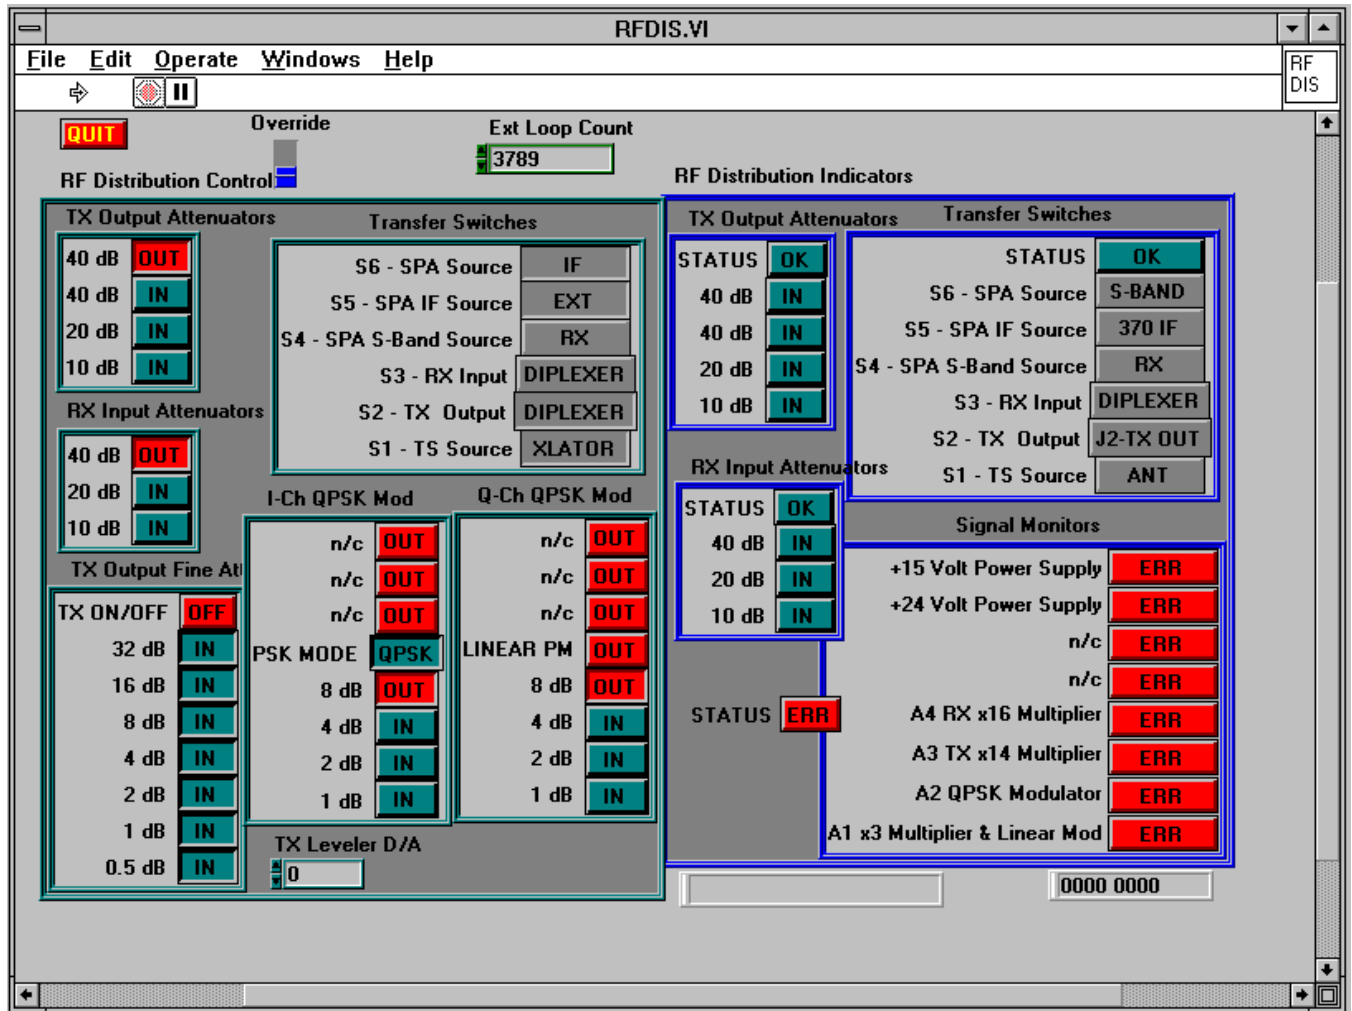 RFDIS.VI
File Edit Operate Windows Help
RF
DIS
QUIT
Override
Ext Loop Count
3789
RF Distribution Control
TX Output Attenuators
40 dB OUT
40 dB IN
20 dB IN
10 dB IN
RX Input Attenuators
40 dB OUT
20 dB IN
10 dB IN
TX Output Fine Att
TX ON/OFF OFF
32 dB IN
16 dB IN
8 dB IN
4 dB IN
2 dB IN
1 dB IN
0.5 dB IN
Transfer Switches
S6 - SPA Source IF
S5 - SPA IF Source EXT
S4 - SPA S-Band Source RX
S3 - RX Input DIPLEXER
S2 - TX Output DIPLEXER
S1 - TS Source XLATOR
I-Ch QPSK Mod
n/c OUT
n/c OUT
n/c OUT
PSK MODE QPSK
8 dB OUT
4 dB IN
2 dB IN
1 dB IN
Q-Ch QPSK Mod
n/c OUT
n/c OUT
n/c OUT
LINEAR PM OUT
8 dB OUT
4 dB IN
2 dB IN
1 dB IN
TX Leveler D/A
0
RF Distribution Indicators
TX Output Attenuators
STATUS OK
40 dB IN
40 dB IN
20 dB IN
10 dB IN
RX Input Attenuators
STATUS OK
40 dB IN
20 dB IN
10 dB IN
Transfer Switches
STATUS OK
S6 - SPA Source S-BAND
S5 - SPA IF Source 370 IF
S4 - SPA S-Band Source RX
S3 - RX Input DIPLEXER
S2 - TX Output J2-TX OUT
S1 - TS Source ANT
Signal Monitors
+15 Volt Power Supply ERR
+24 Volt Power Supply ERR
n/c ERR
n/c ERR
A4 RX x16 Multiplier ERR
A3 TX x14 Multiplier ERR
A2 QPSK Modulator ERR
A1 x3 Multiplier & Linear Mod ERR
STATUS ERR
0000 0000